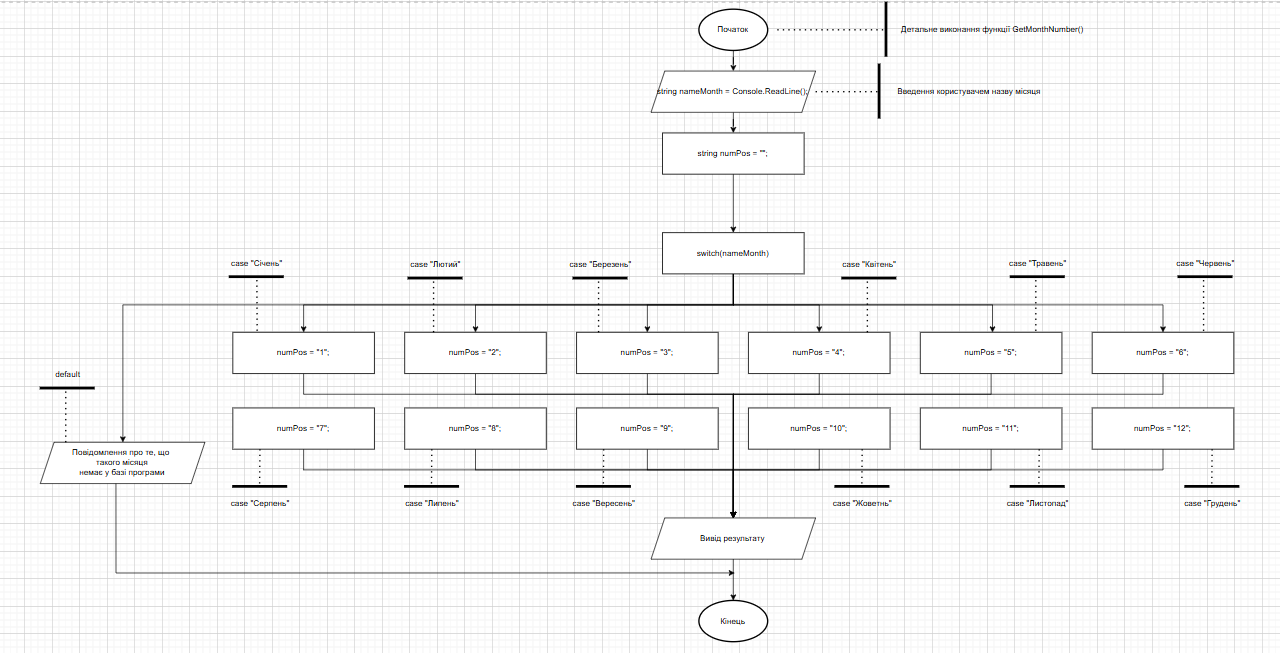 Початок
Детальне виконання функції GetMonthNumber()
string nameMonth = Console.ReadLine();
Введення користувачем назву місяця
string numPos = "";
switch(nameMonth)
case "Січень"
case "Лютий"
case "Березень"
case "Квітень"
case "Травень"
case "Червень"
numPos = "1";
numPos = "2";
numPos = "3";
numPos = "4";
numPos = "5";
numPos = "6";
default
numPos = "7";
numPos = "8";
numPos = "9";
numPos = "10";
numPos = "11";
numPos = "12";
Повідомлення про те, що
такого місяця
немає у базі програми
case "Серпень"
case "Липень"
case "Вересень"
case "Жоветнь"
case "Листопад"
case "Грудень"
Вивід результату
Кінець